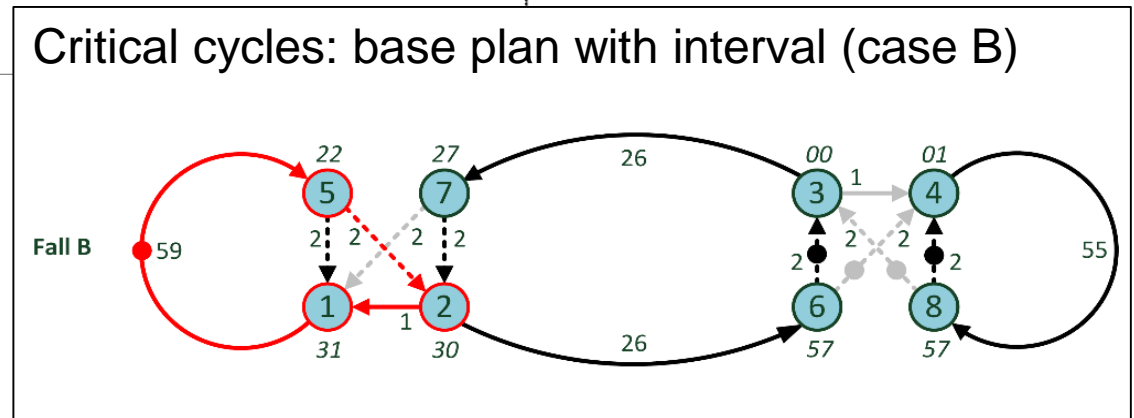 Critical cycles: base plan with interval (case B)
22 27 00 01
26
5 7 3 1 4
Fall B 59 2 2 2 2 2 2 55
2 2
1 1 2 6 8
31 30 26 57 57